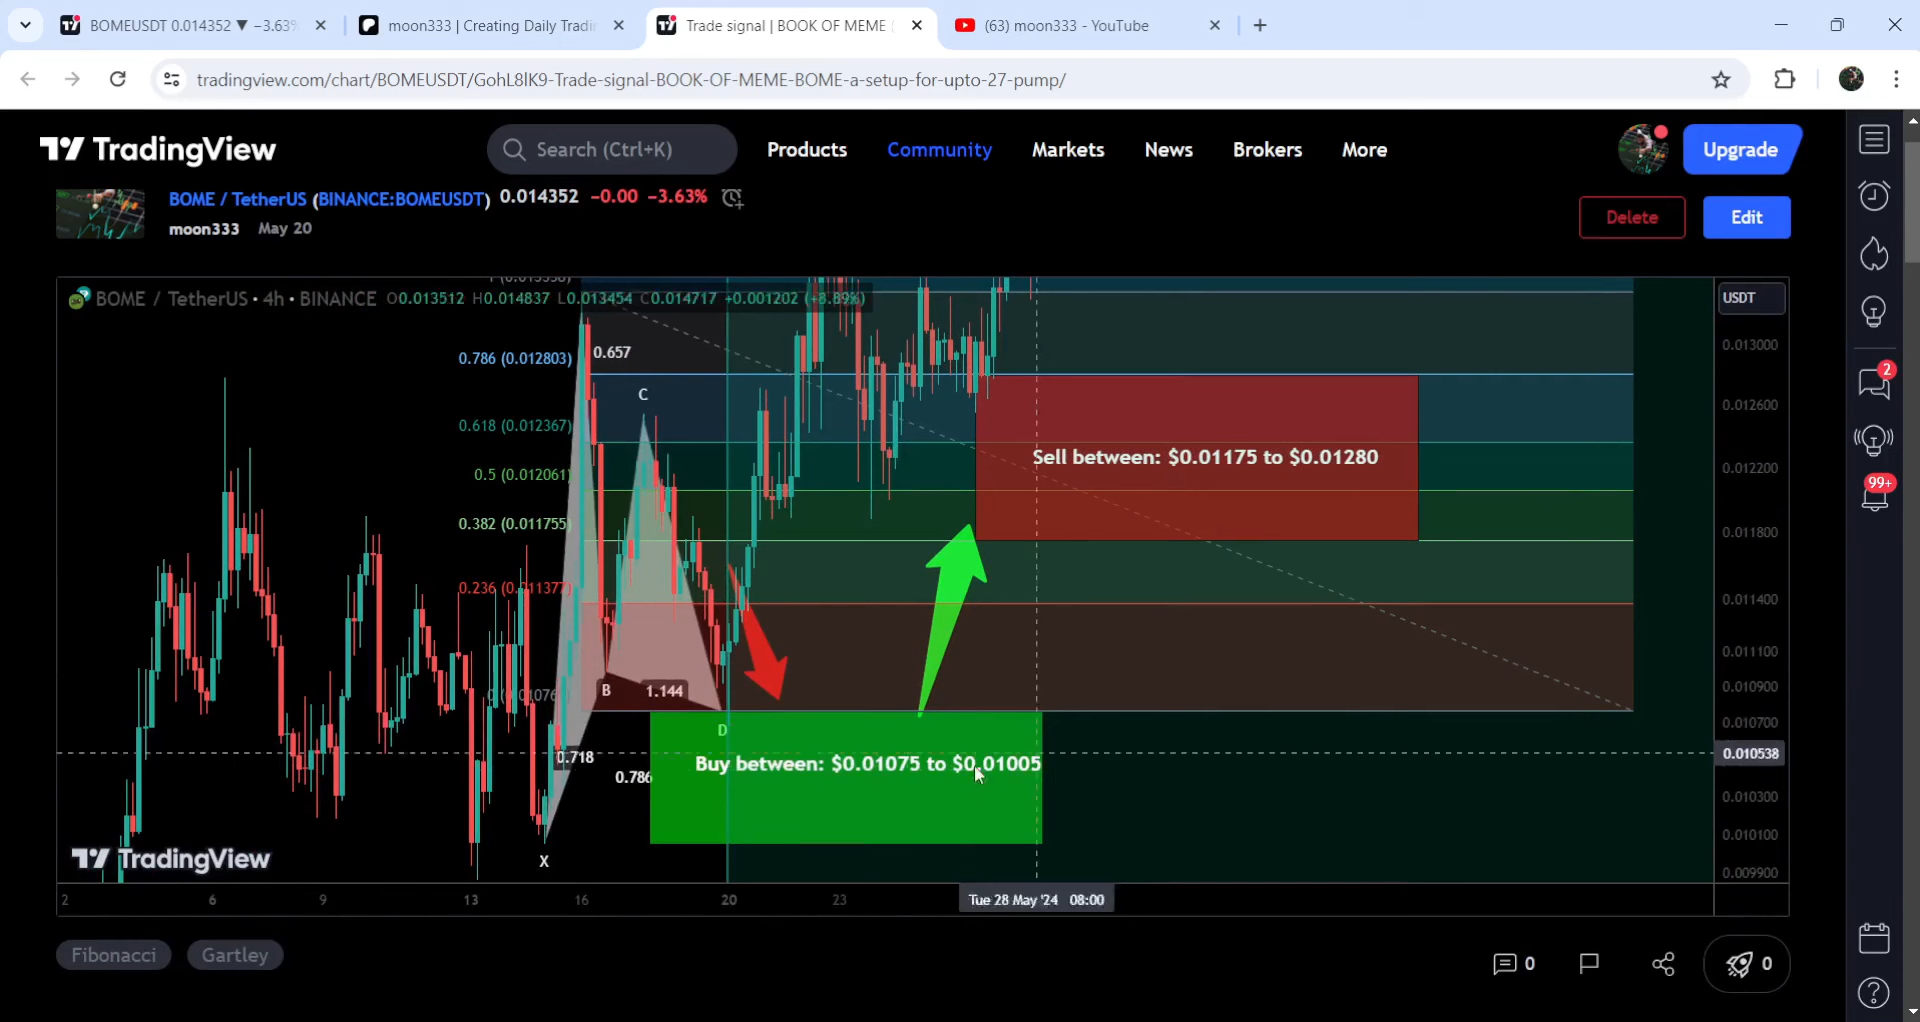 BOMEUSDT 0.014352 ▼ −3.63%
moon333 | Creating Daily Tradin
Trade signal | BOOK OF MEME (
(63) moon333 - YouTube
tradingview.com/chart/BOMEUSDT/GohL8lK9-Trade-signal-BOOK-OF-MEME-BOME-a-setup-for-upto-27-pump/
TradingView
Search (Ctrl+K)
Products
Community
Markets
News
Brokers
More
Upgrade
BOME / TetherUS (BINANCE:BOMEUSDT) 0.014352 −0.00 −3.63%
moon333 May 20
Delete
Edit
BOME / TetherUS • 4h • BINANCE O0.013512 H0.014837 L0.013454 C0.014717 +0.001202 (+8.89%)
USDT
0.013000
0.786 (0.012803)
0.657
C
0.012600
0.618 (0.012367)
Sell between: $0.01175 to $0.01280
0.012200
0.5 (0.012061)
0.382 (0.011755)
0.011800
0.236 (0.011377)
0.011400
0.011100
B
1.144
0.010900
D
0.010700
0.718
0.786
Buy between: $0.01075 to $0.01005
0.010538
0.010300
0.010100
X
TradingView
0.009900
2
6
9
13
16
20
23
Tue 28 May '24 08:00
Fibonacci
Gartley
0
0
2
99+